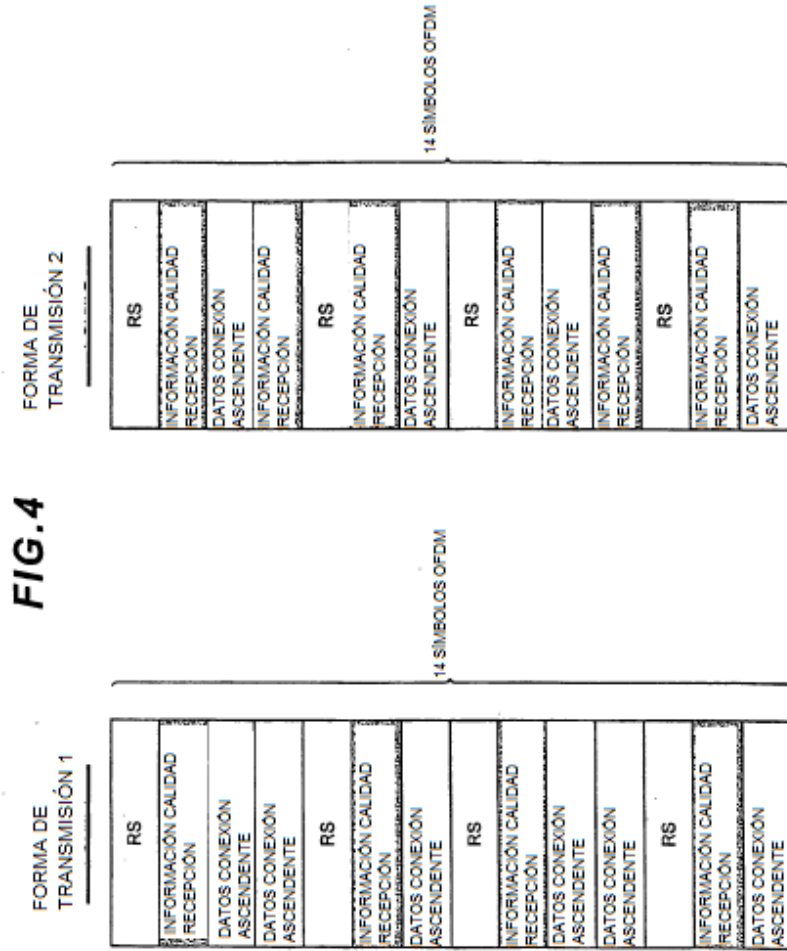 FIG.4
FORMA DE
TRANSMISIÓN 1
RS
INFORMACIÓN CALIDAD
RECEPCIÓN
DATOS CONEXIÓN
ASCENDENTE
DATOS CONEXIÓN
ASCENDENTE
RS
INFORMACIÓN CALIDAD
RECEPCIÓN
DATOS CONEXIÓN
ASCENDENTE
RS
INFORMACIÓN CALIDAD
RECEPCIÓN
DATOS CONEXIÓN
ASCENDENTE
DATOS CONEXIÓN
ASCENDENTE
RS
INFORMACIÓN CALIDAD
RECEPCIÓN
DATOS CONEXIÓN
ASCENDENTE
14 SÍMBOLOS OFDM
FORMA DE
TRANSMISIÓN 2
RS
INFORMACIÓN CALIDAD
RECEPCIÓN
DATOS CONEXIÓN
ASCENDENTE
INFORMACIÓN CALIDAD
RECEPCIÓN
RS
INFORMACIÓN CALIDAD
RECEPCIÓN
DATOS CONEXIÓN
ASCENDENTE
RS
INFORMACIÓN CALIDAD
RECEPCIÓN
DATOS CONEXIÓN
ASCENDENTE
INFORMACIÓN CALIDAD
RECEPCIÓN
RS
INFORMACIÓN CALIDAD
RECEPCIÓN
DATOS CONEXIÓN
ASCENDENTE
14 SÍMBOLOS OFDM